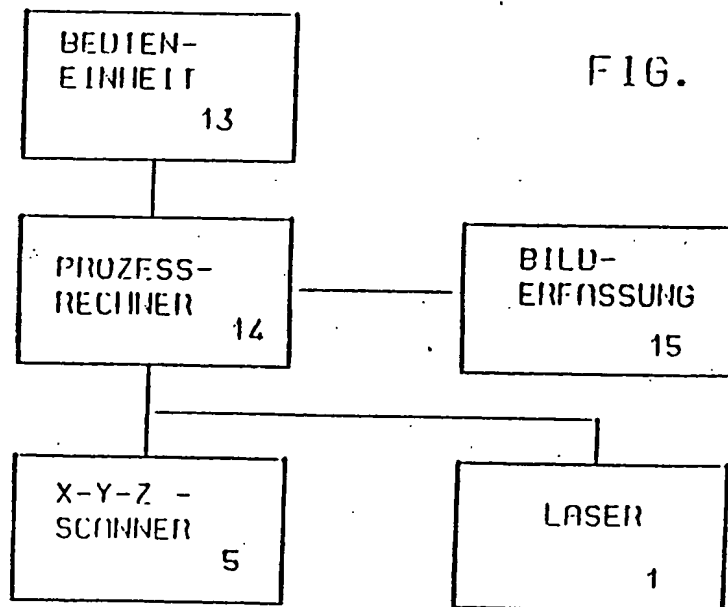 BEDIEN-
EINHEIT
13
FIG.
PROZESS-
RECHNER
14
BILD-
ERFASSUNG
15
X-Y-Z -
SCANNER
5
LASER
1